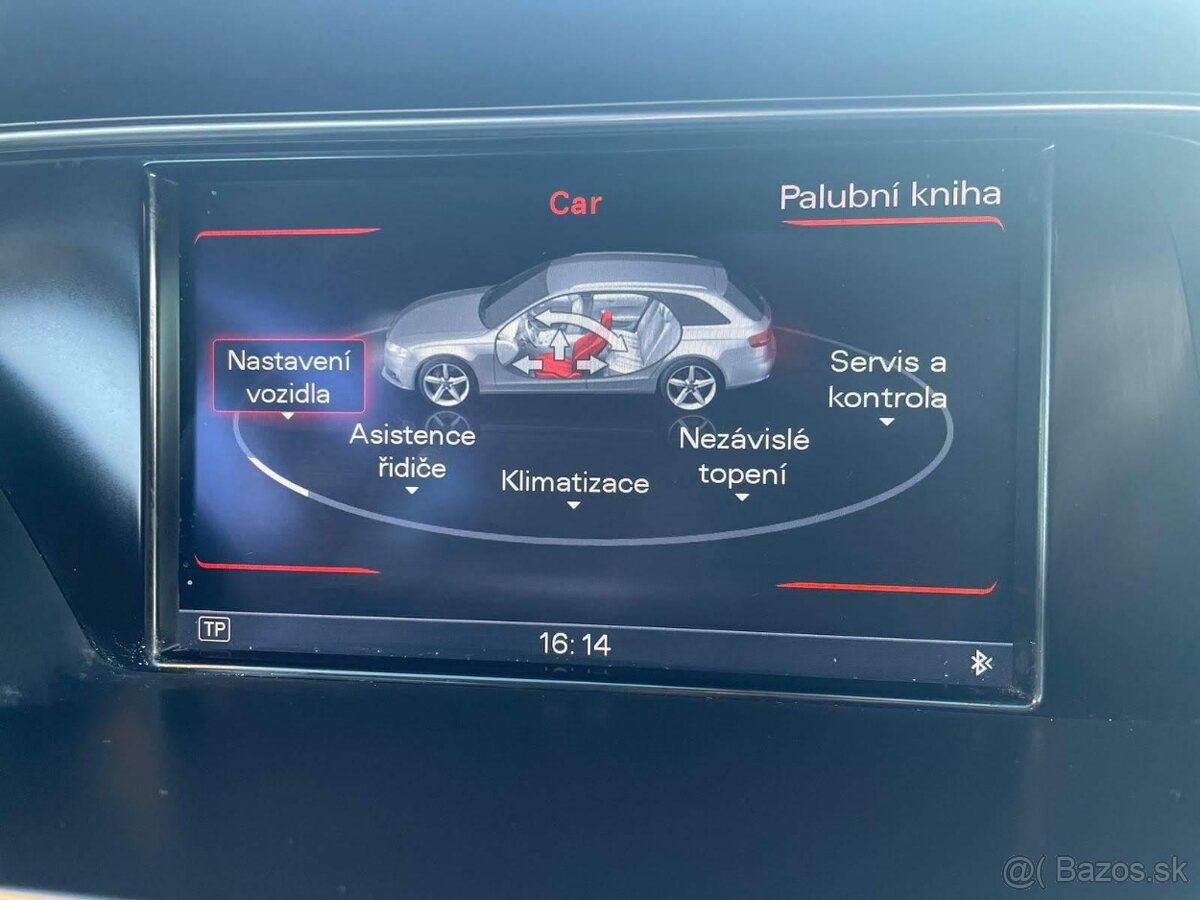 Car
Palubní kniha
Nastavení
vozidla
Servis a
kontrola
Asistence
řidiče
Nezávislé
topení
Klimatizace
TP
16:14
@( Bazos.sk